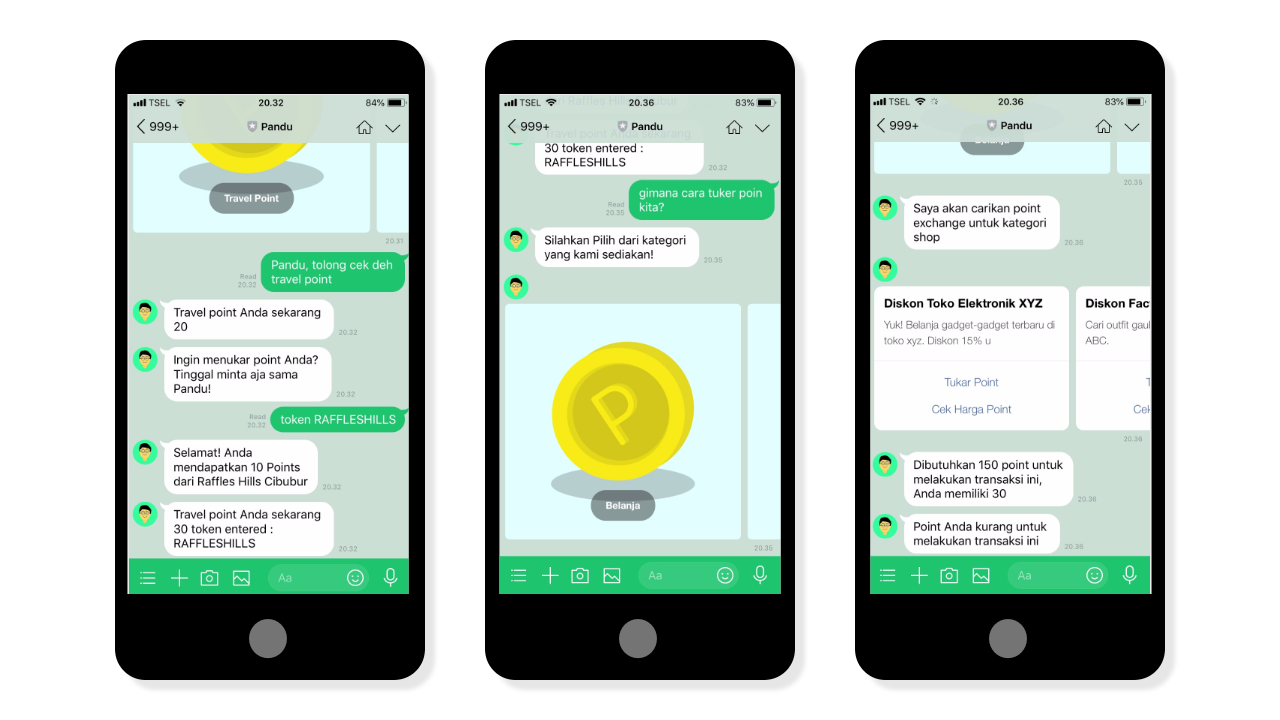 TSEL
20.32
84%
999+
Pandu
Travel Point
20.31
Pandu, tolong cek deh
travel point
Read
20.32
Travel point Anda sekarang
20
20.32
Ingin menukar point Anda?
Tinggal minta aja sama
Pandu!
20.32
token RAFFLESHILLS
Read
20.32
Selamat! Anda
mendapatkan 10 Points
dari Raffles Hills Cibubur
20.32
Travel point Anda sekarang
30 token entered :
RAFFLESHILLS
20.32
Aa
TSEL
20.36
83%
999+
Pandu
Travel point Anda sekarang
30 token entered :
RAFFLESHILLS
20.32
gimana cara tuker poin
kita?
Read
20.35
Silahkan Pilih dari kategori
yang kami sediakan!
20.35
P
Belanja
20.35
Aa
TSEL
20.36
83%
999+
Pandu
Belanja
20.35
Saya akan carikan point
exchange untuk kategori
shop
20.36
Diskon Toko Elektronik XYZ
Yuk! Belanja gadget-gadget terbaru di
toko xyz. Diskon 15% u
Tukar Point
Cek Harga Point
Diskon Fac
Cari outfit gaul
ABC.
T
Cek
20.36
Dibutuhkan 150 point untuk
melakukan transaksi ini,
Anda memiliki 30
20.36
Point Anda kurang untuk
melakukan transaksi ini
20.36
Aa